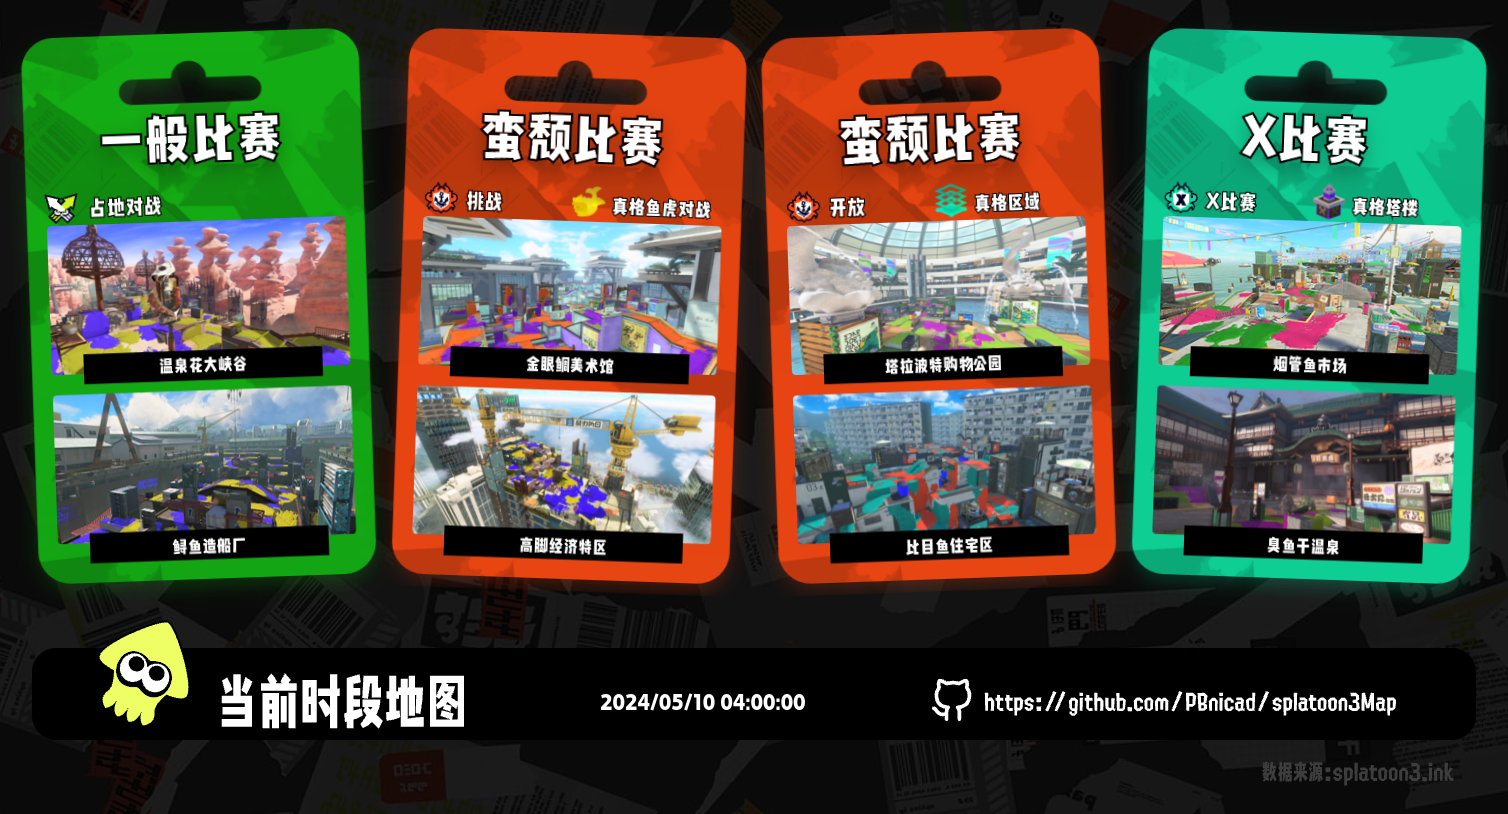 一般比赛
占地对战
温泉花大峡谷
鲟鱼造船厂
蛮颓比赛
挑战
真格鱼虎对战
金眼鲷美术馆
高脚经济特区
蛮颓比赛
开放
真格区域
塔拉波特购物公园
比目鱼住宅区
X比赛
X比赛
真格塔楼
烟管鱼市场
臭鱼干温泉
当前时段地图
2024/05/10 04:00:00
https://github.com/PBnicad/splatoon3Map
数据来源:splatoon3.ink